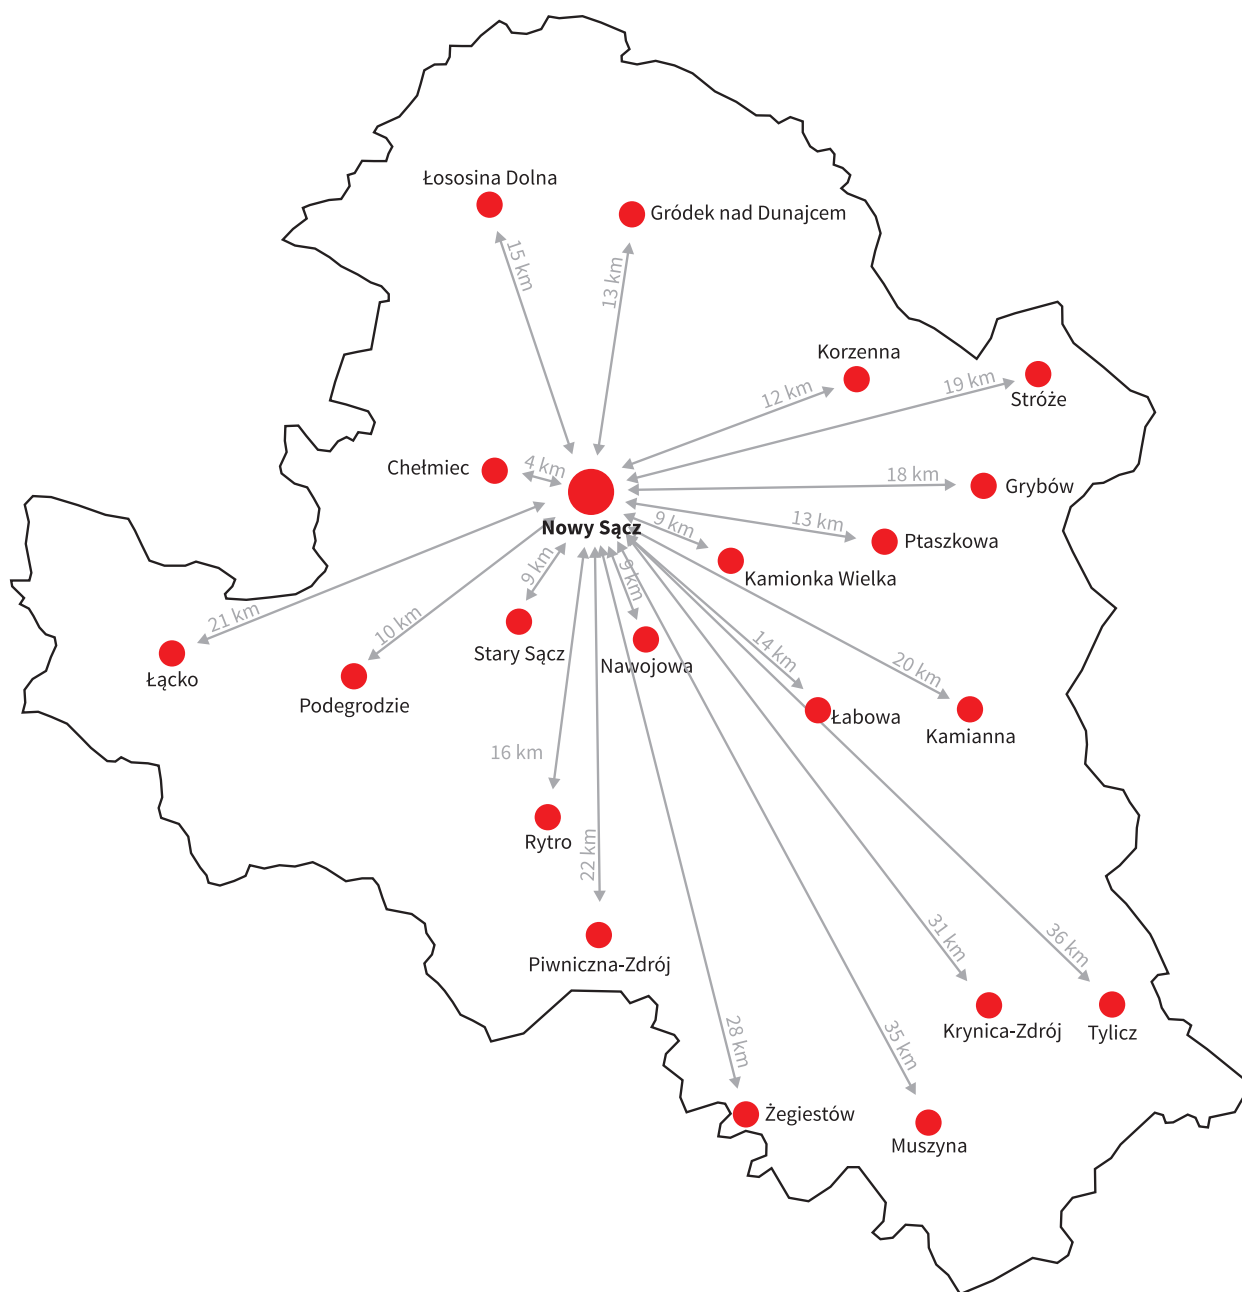 Łososina Dolna
Gródek nad Dunajcem
15 km
13 km
Korzenna
12 km
19 km
Stróże
Chełmiec
4 km
18 km
Grybów
Nowy Sącz
9 km
13 km
Ptaszkowa
Kamionka Wielka
9 km
9 km
21 km
10 km
Łącko
Podegrodzie
Stary Sącz
Nawojowa
14 km
20 km
Łabowa
Kamianna
16 km
Rytro
22 km
Piwniczna-Zdrój
31 km
36 km
Krynica-Zdrój
Tylicz
28 km
35 km
Żegiestów
Muszyna